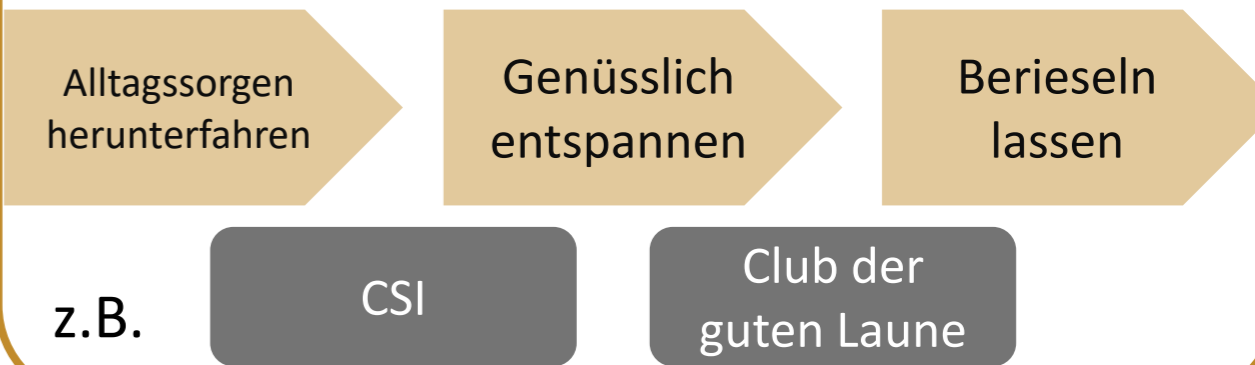 Alltagssorgen
herunterfahren
Genüsslich
entspannen
Berieseln
lassen
z.B.
CSI
Club der
guten Laune